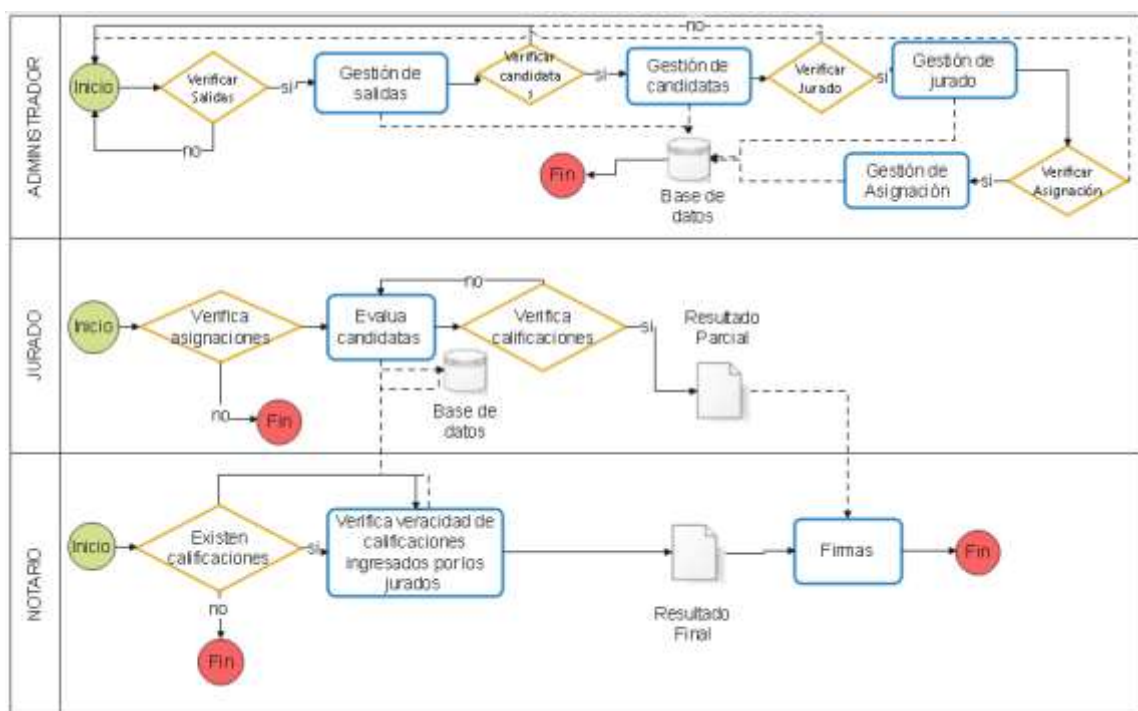 ADMINISTRADOR
no
Inicio
Verificar
Salidas
si
Gestión de
salidas
Verificar
candidata
s
si
Gestión de
candidatas
Verificar
Jurado
si
Gestión de
jurado
no
Fin
Base de
datos
Gestión de
Asignación
si
Verificar
Asignación
JURADO
no
Inicio
Verifica
asignaciones
Evalua
candidatas
Verifica
calificaciones
si
Resultado
Parcial
no
Fin
Base de
datos
NOTARIO
Inicio
Existen
calificaciones
si
Verifica veracidad de
calificaciones
ingresados por los
jurados
Firmas
Fin
no
Resultado
Final
Fin